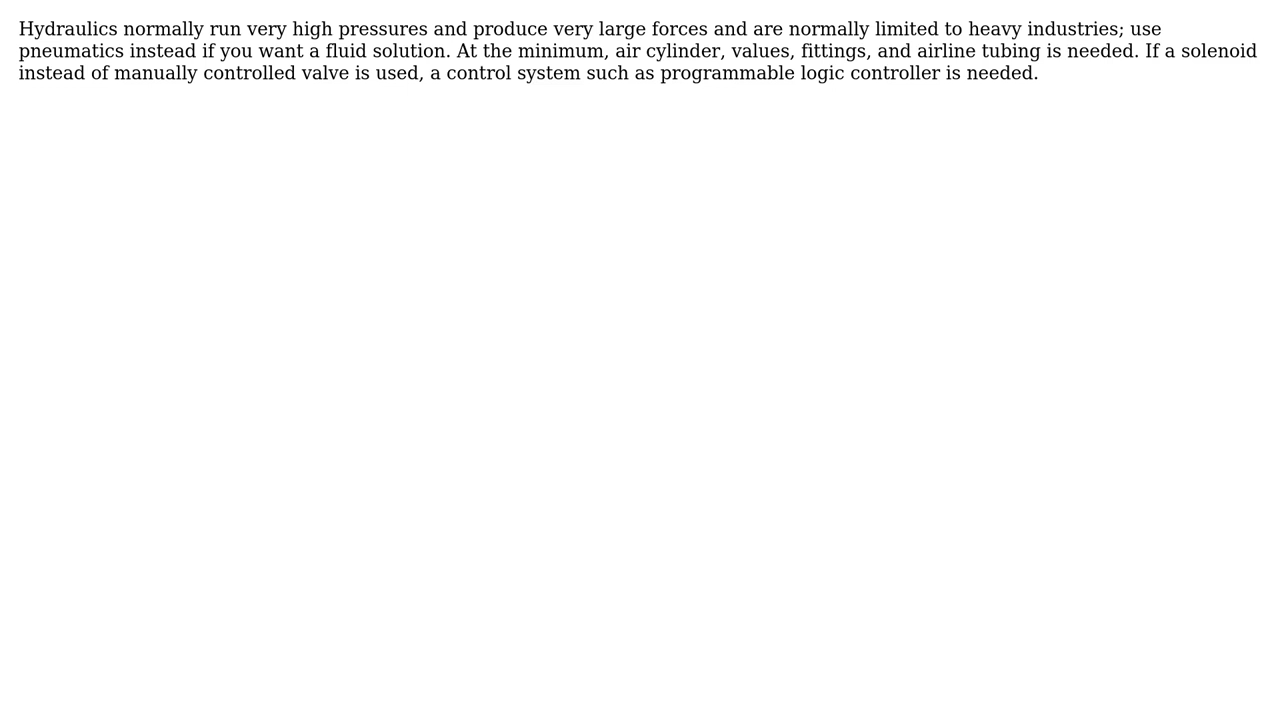 Hydraulics normally run very high pressures and produce very large forces and are normally limited to heavy industries; use
pneumatics instead if you want a fluid solution. At the minimum, air cylinder, values, fittings, and airline tubing is needed. If a solenoid
instead of manually controlled valve is used, a control system such as programmable logic controller is needed.